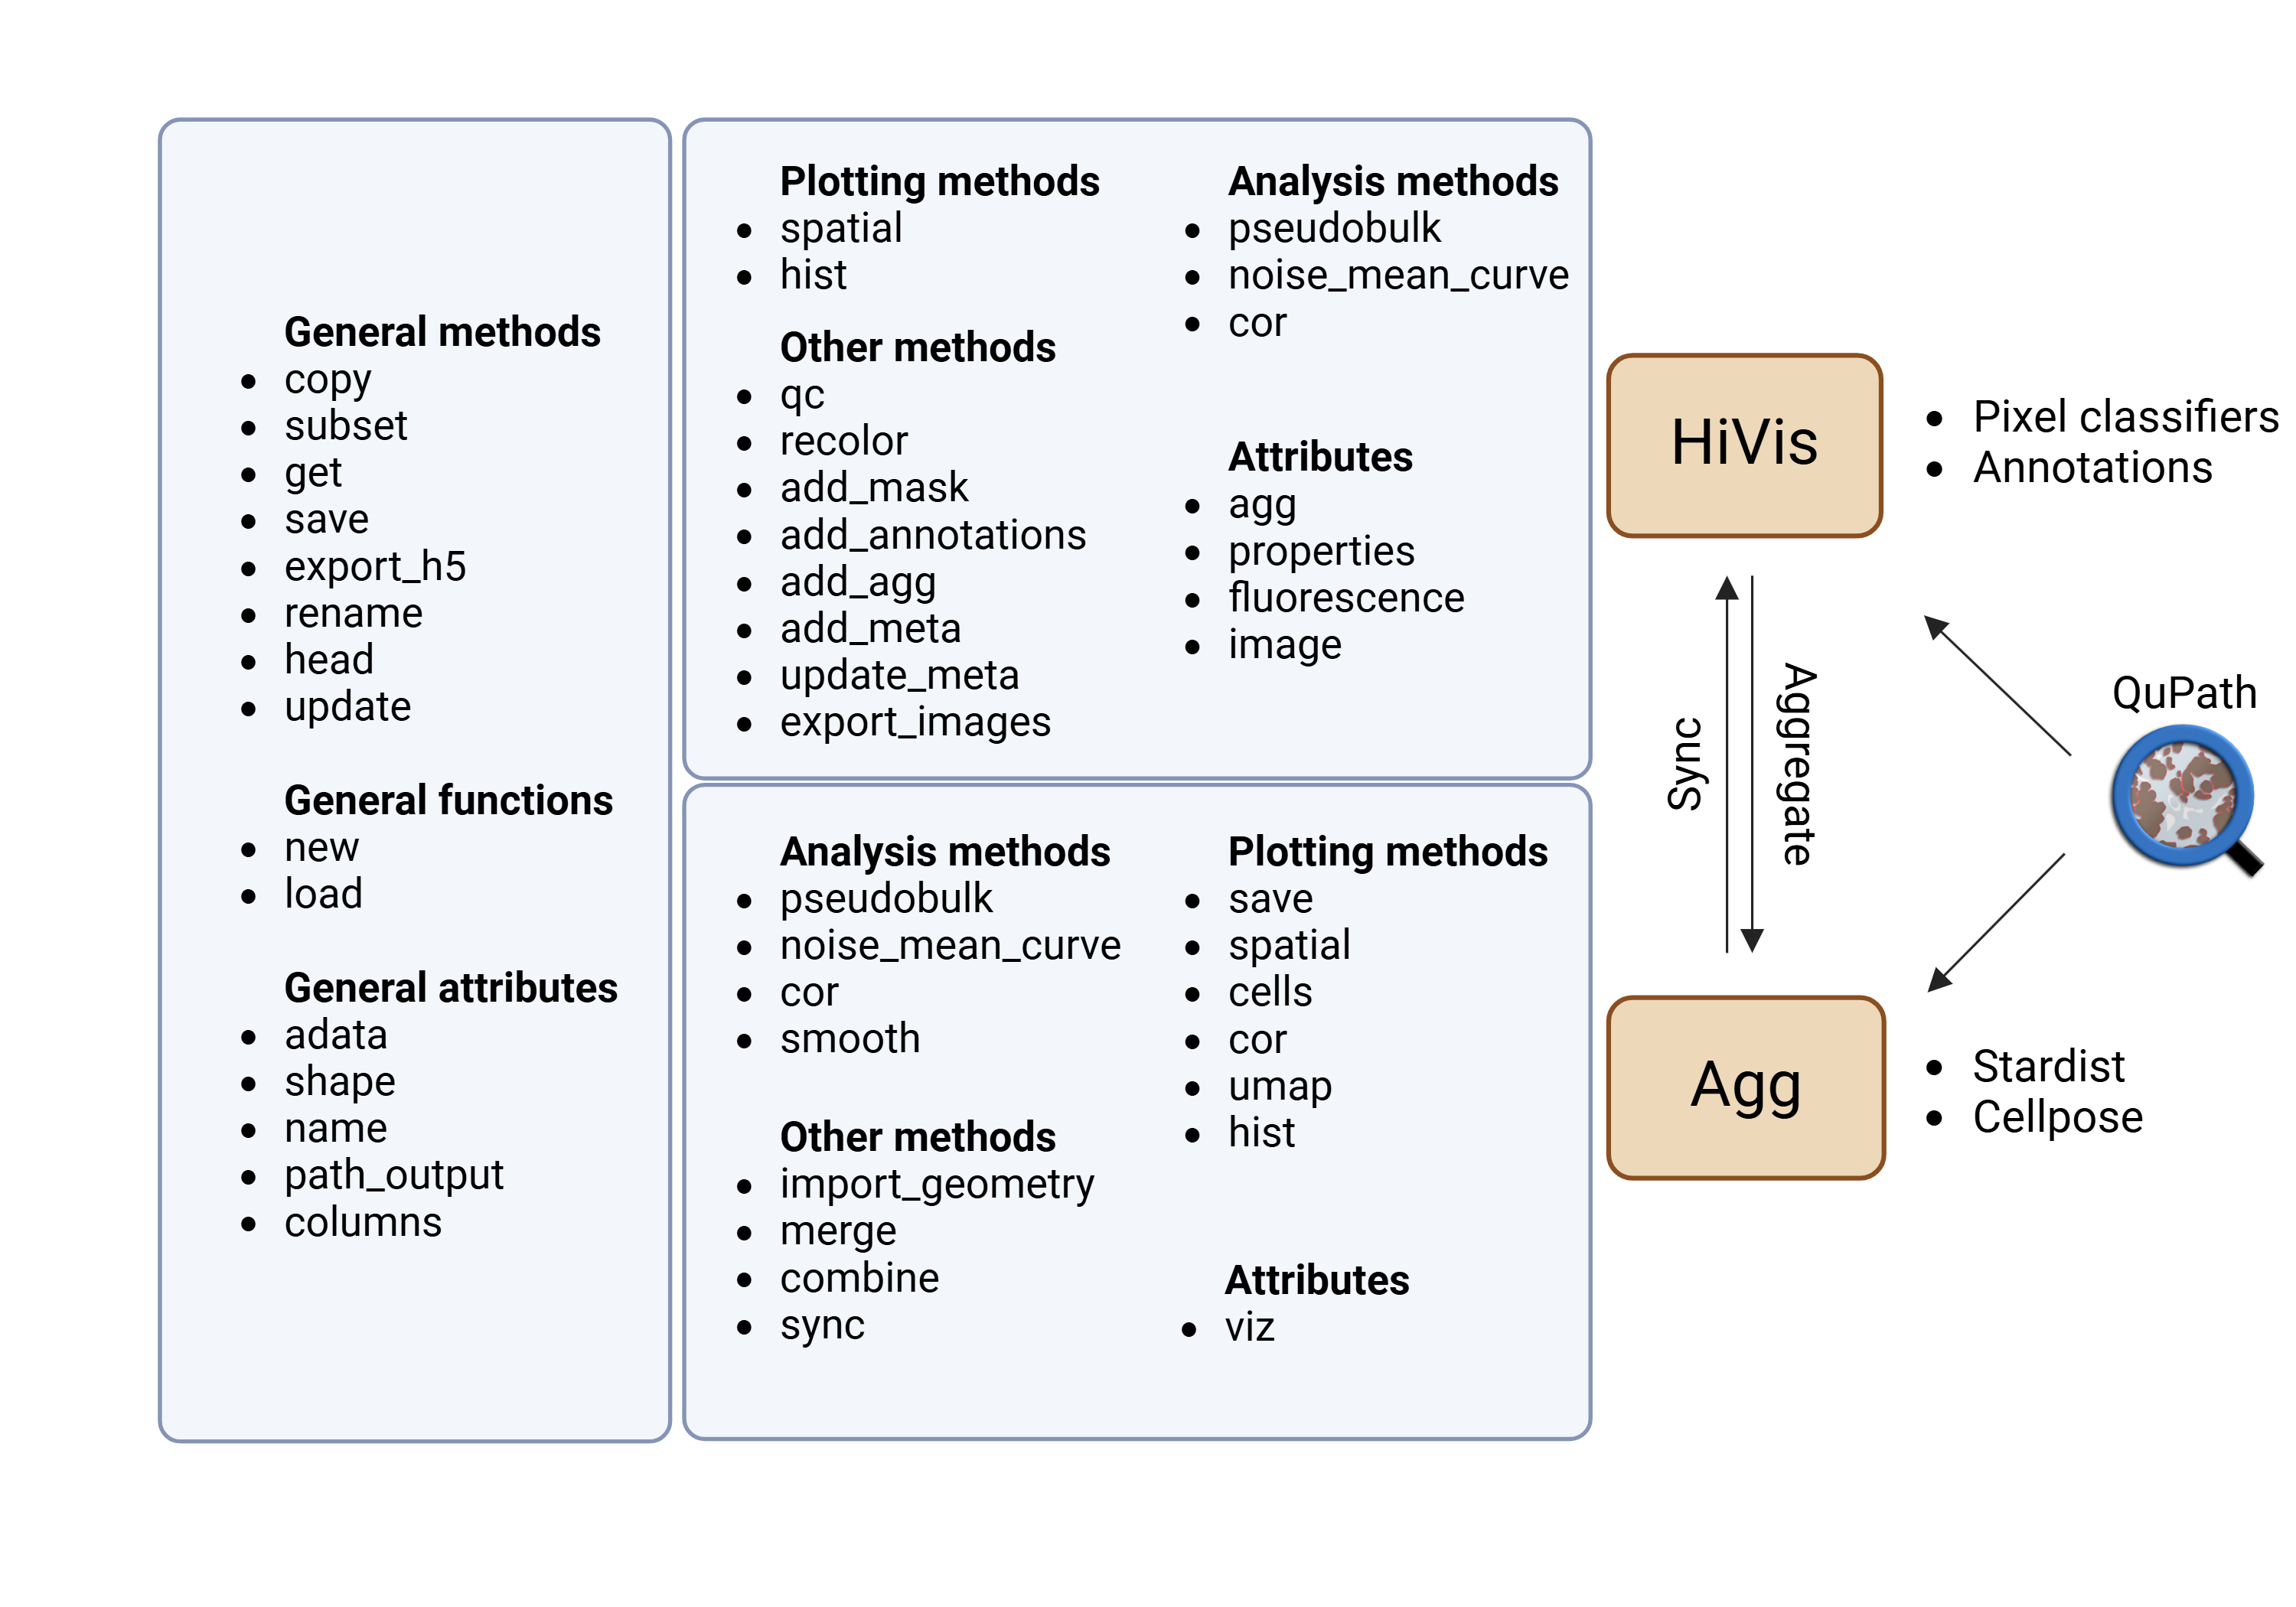 General methods
• copy
• subset
• get
• save
• export_h5
• rename
• head
• update
General functions
• new
• load
General attributes
• adata
• shape
• name
• path_output
• columns
Plotting methods
• spatial
• hist
Other methods
• qc
• recolor
• add_mask
• add_annotations
• add_agg
• add_meta
• update_meta
• export_images
Analysis methods
• pseudobulk
• noise_mean_curve
• cor
Attributes
• agg
• properties
• fluorescence
• image
Analysis methods
• pseudobulk
• noise_mean_curve
• cor
• smooth
Other methods
• import_geometry
• merge
• combine
• sync
Plotting methods
• save
• spatial
• cells
• cor
• umap
• hist
Attributes
• viz
HiVis
• Pixel classifiers
• Annotations
Sync
Aggregate
QuPath
Agg
• Stardist
• Cellpose